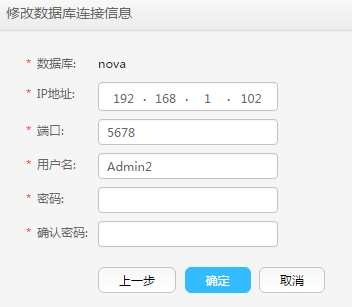 修改数据库连接信息
* 数据库: nova
* IP地址: 192 . 168 . 1 . 102
* 端口: 5678
* 用户名: Admin2
* 密码:
* 确认密码:
上一步 确定 取消